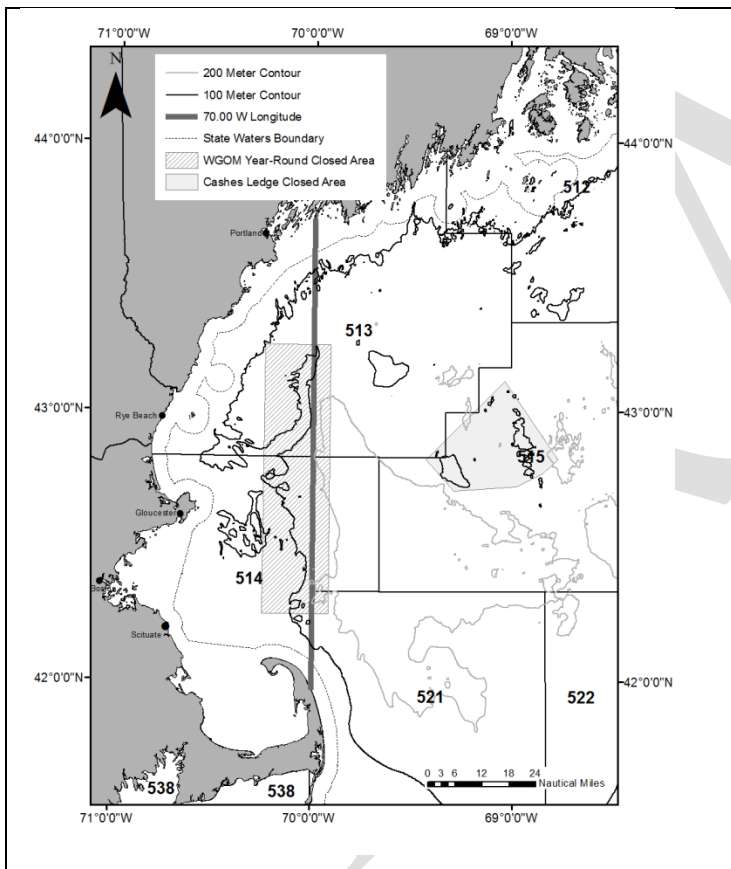 71°0'0"W 70°0'0"W 69°0'0"W
N
200 Meter Contour
100 Meter Contour
70.00 W Longitude
State Waters Boundary
WGOM Year-Round Closed Area
Cashes Ledge Closed Area
44°0'0"N 44°0'0"N
512
Portland
513
43°0'0"N 43°0'0"N
Rye Beach
515
Gloucester
514
Scituate
42°0'0"N 42°0'0"N
521 522
538 538
0 3 6 12 18 24
Nautical Miles
71°0'0"W 70°0'0"W 69°0'0"W